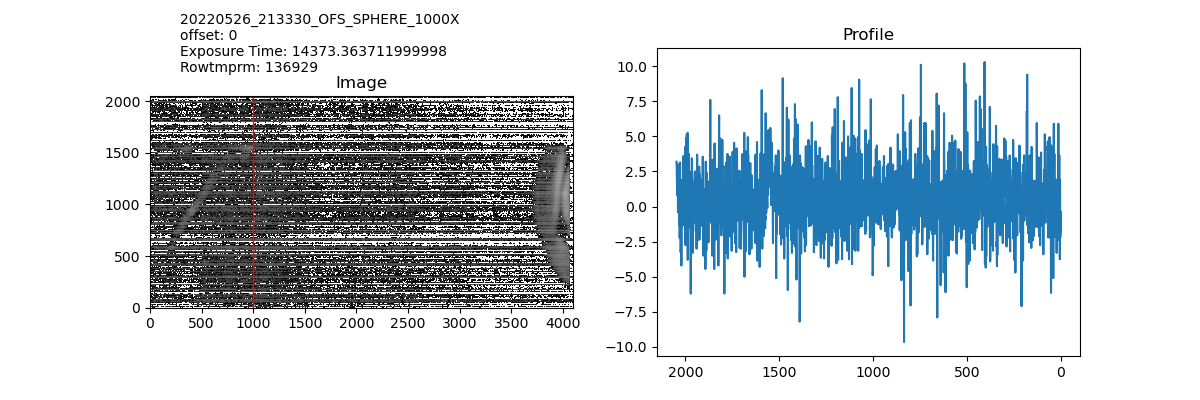 20220526_213330_OFS_SPHERE_1000X
offset: 0
Exposure Time: 14373.363711999998
Rowtmprm: 136929
Image
2000
1500
1000
500
0
0 500 1000 1500 2000 2500 3000 3500 4000
Profile
10.0
7.5
5.0
2.5
0.0
−2.5
−5.0
−7.5
−10.0
2000 1500 1000 500 0